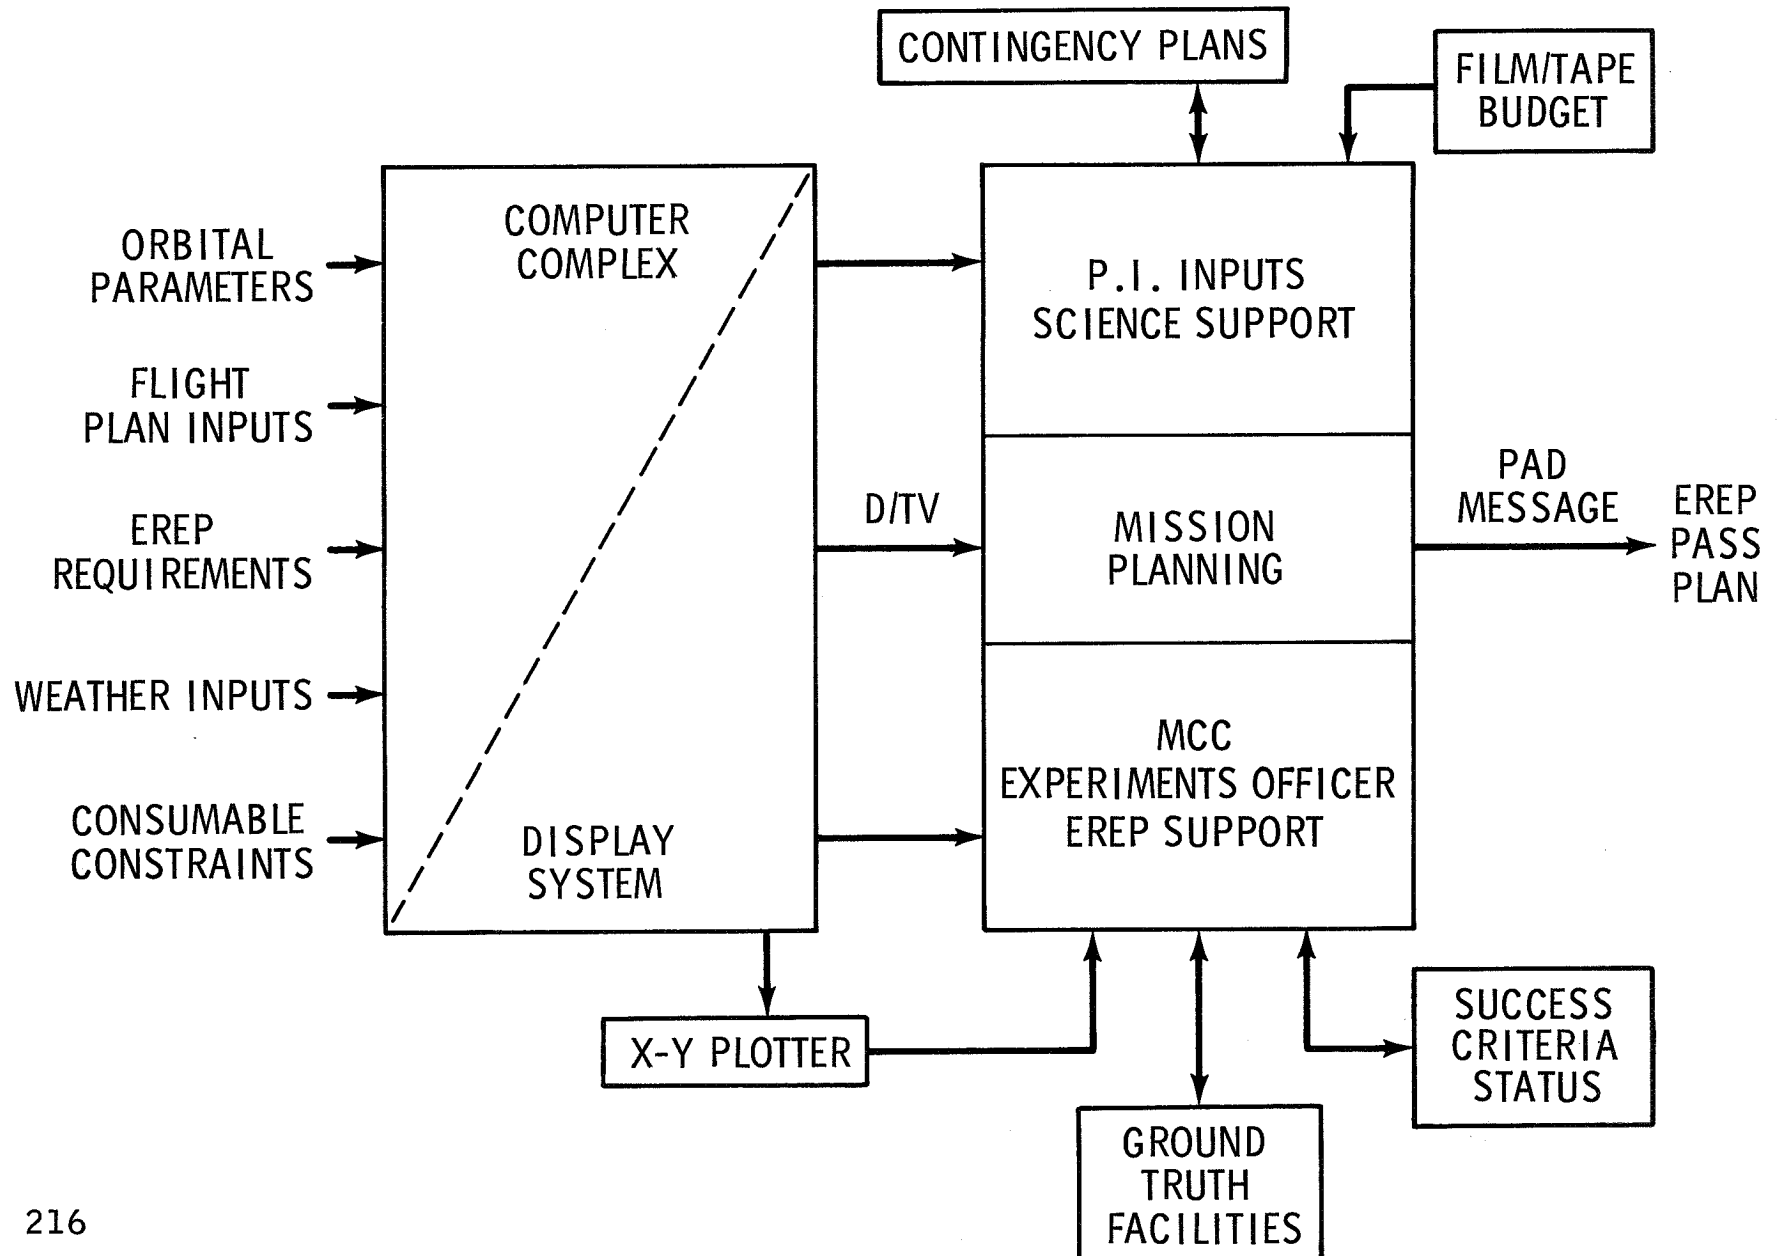 CONTINGENCY PLANS
FILM/TAPE
BUDGET
COMPUTER
COMPLEX
ORBITAL
PARAMETERS
P.I. INPUTS
SCIENCE SUPPORT
FLIGHT
PLAN INPUTS
EREP
REQUIREMENTS
D/TV
MISSION
PLANNING
PAD
MESSAGE
EREP
PASS
PLAN
WEATHER INPUTS
MCC
EXPERIMENTS OFFICER
EREP SUPPORT
CONSUMABLE
CONSTRAINTS
DISPLAY
SYSTEM
X-Y PLOTTER
SUCCESS
CRITERIA
STATUS
GROUND
TRUTH
FACILITIES
216